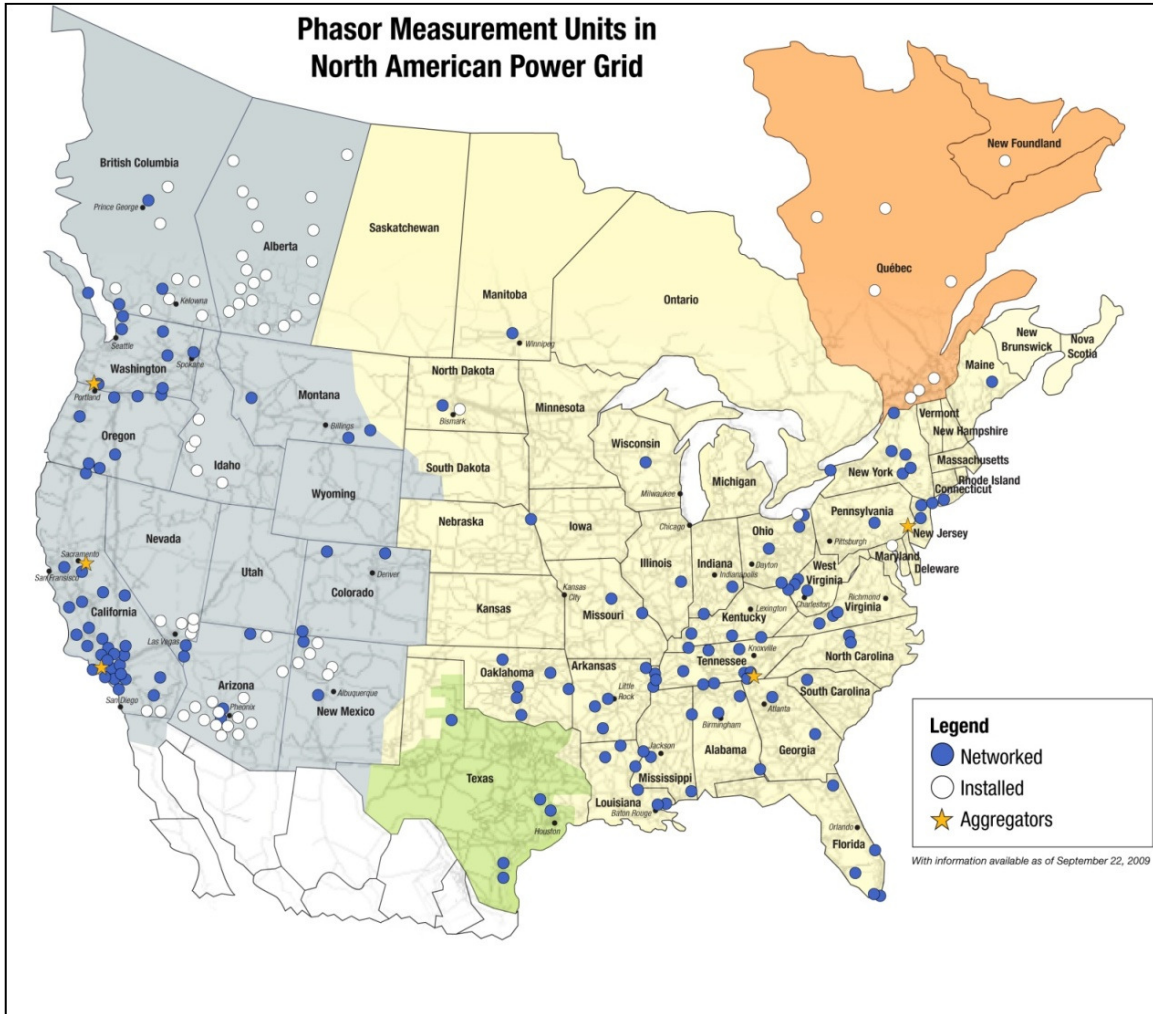 Phasor Measurement Units in
North American Power Grid
British Columbia
Prince George
Alberta
Saskatchewan
Manitoba
Ontario
New Foundland
Québec
Kelowna
Winnipeg
New
Brunswick
Nova
Scotia
Maine
Seattle
Spokane
Washington
Portland
Montana
Billings
North Dakota
Bismark
Minnesota
Vermont
New Hampshire
Oregon
Idaho
Wyoming
South Dakota
Wisconsin
Milwaukee
Michigan
New York
Massachusetts
Rhode Island
Connecticut
Nebraska
Iowa
Chicago
Pennsylvania
Pittsburgh
New Jersey
Nevada
Sacramento
San Francisco
Utah
Colorado
Denver
Illinois
Indiana
Indianapolis
Ohio
Dayton
Maryland
Deleware
West
Virginia
Charleston
Richmond
Virginia
California
Las Vegas
Kansas
Kansas
City
Missouri
Kentucky
Lexington
Knoxville
Tennessee
North Carolina
South Carolina
San Diego
Arizona
Pheonix
Albuquerque
New Mexico
Oklahoma
Arkansas
Little
Rock
Atlanta
Birmingham
Alabama
Georgia
Jackson
Mississippi
Texas
Houston
Louisiana
Baton Rouge
Orlando
Florida
Legend
Networked
Installed
Aggregators
With information available as of September 22, 2009